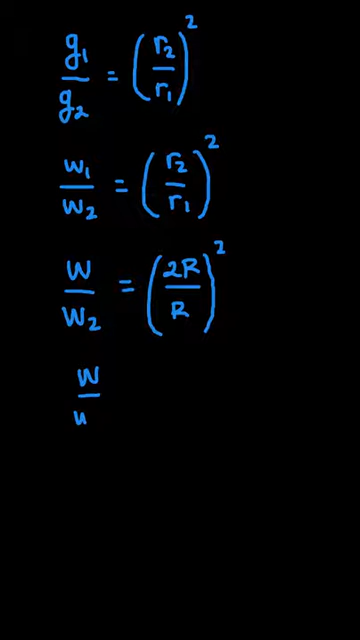 g₁/g₂ = (r₂/r₁)²
W₁/W₂ = (r₂/r₁)²
W/W₂ = (2R/R)²
W/